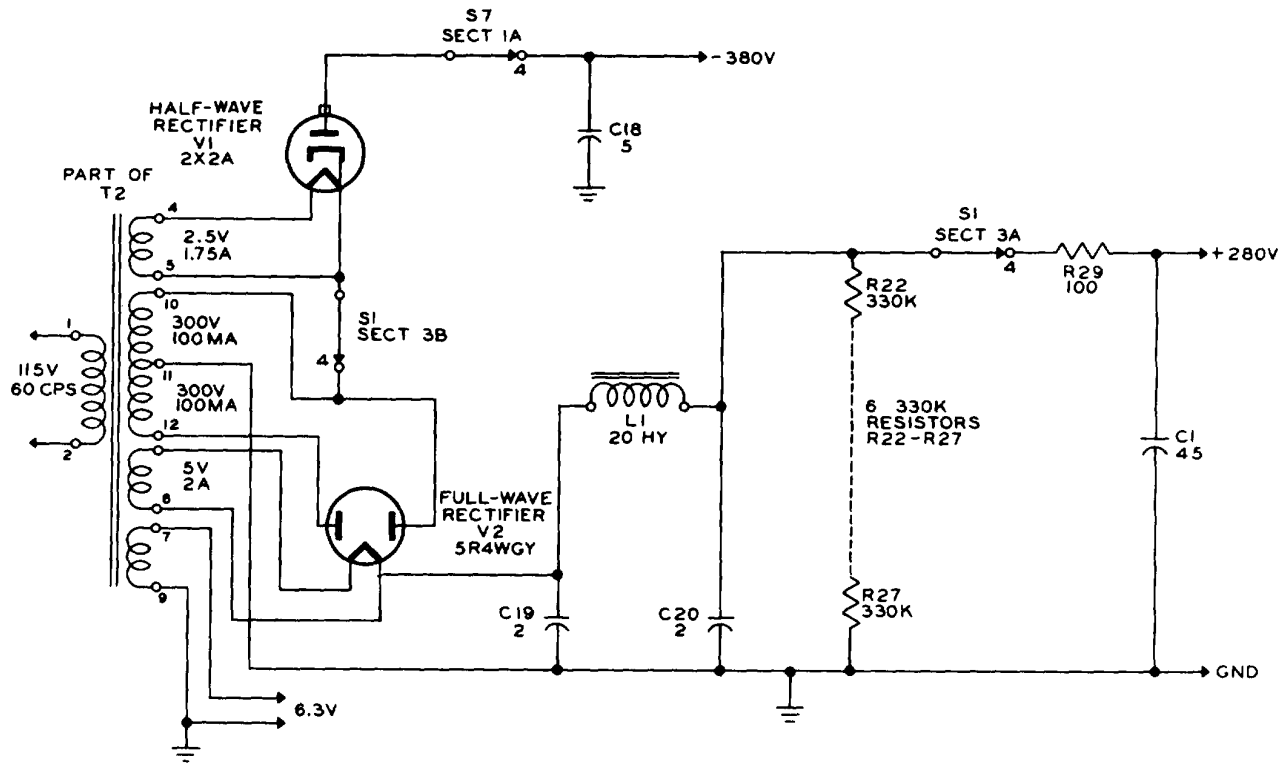 S7
SECT 1A
4
-380V
HALF-WAVE
RECTIFIER
V1
2X2A
C18
5
PART OF
T2
4
2.5V
1.75A
5
S1
SECT 3A
4
R29
100
+280V
10
300V
100MA
S1
SECT 3B
4
R22
330K
1
115V
60 CPS
2
11
300V
100MA
12
L1
20 HY
6 330K
RESISTORS
R22-R27
C1
45
5V
2A
6
FULL-WAVE
RECTIFIER
V2
5R4WGY
7
9
C19
2
C20
2
R27
330K
GND
6.3V